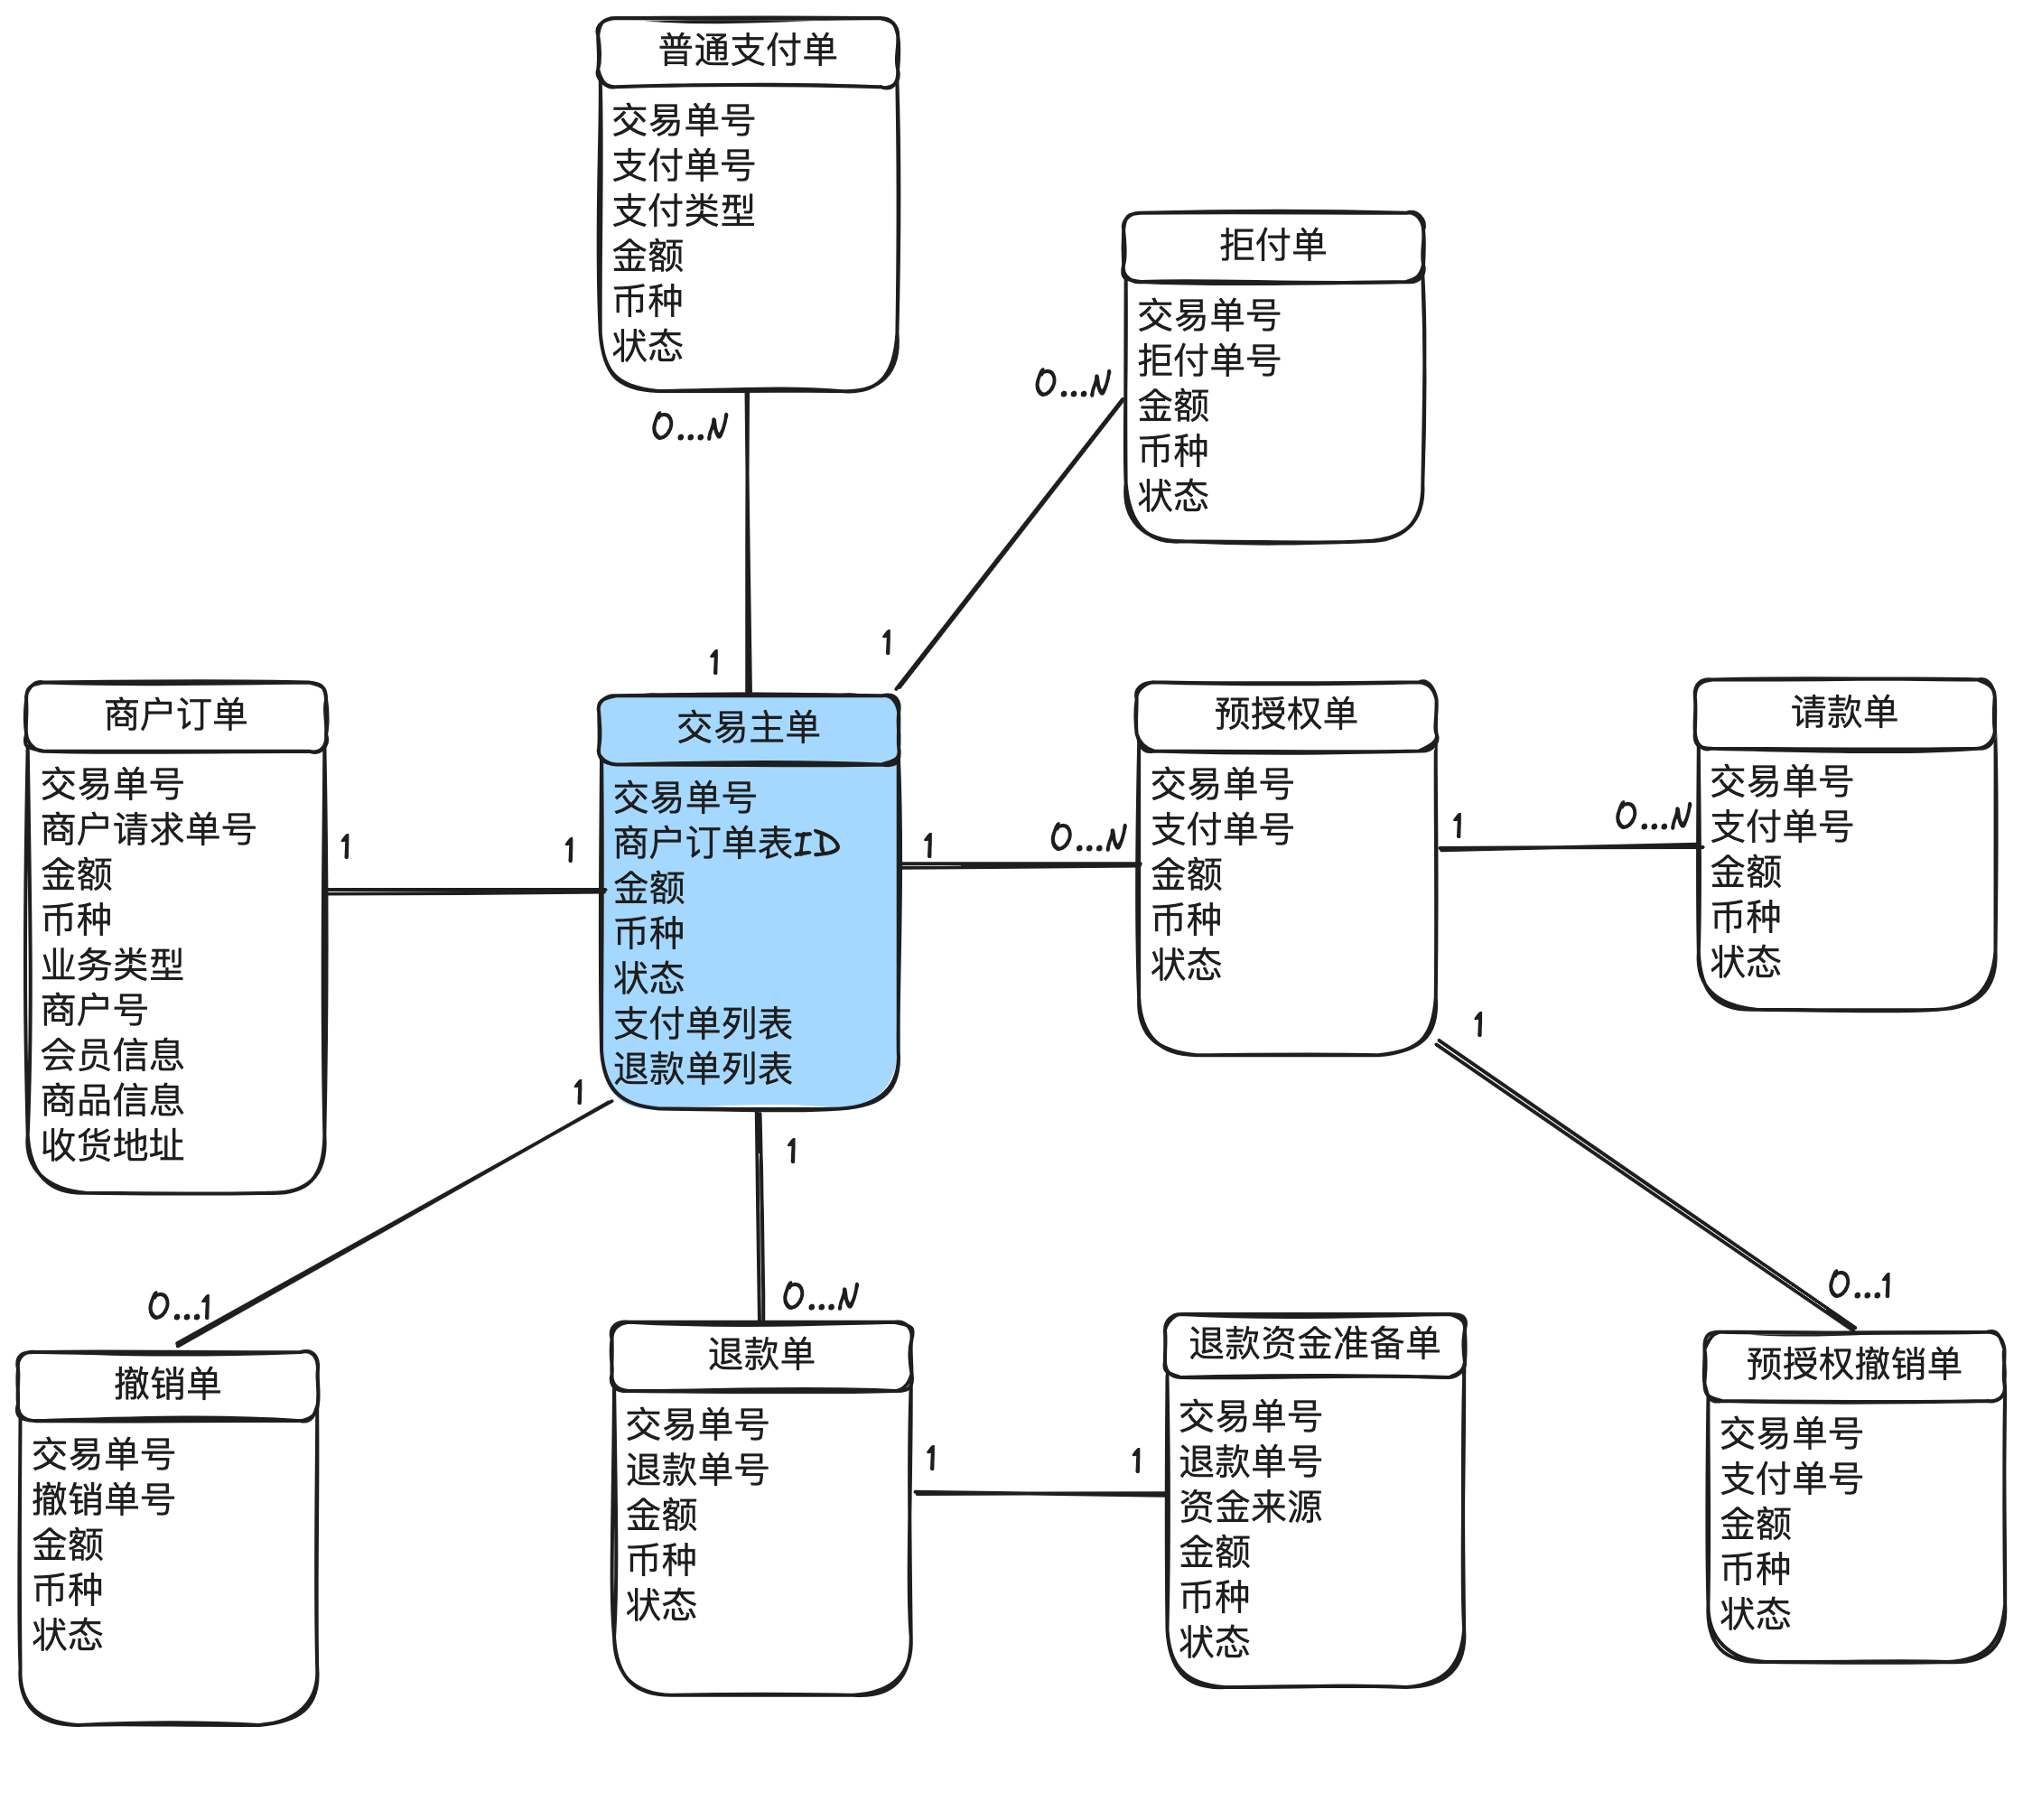 普通支付单
交易单号
支付单号
支付类型
金额
币种
状态
0...N
1
拒付单
交易单号
拒付单号
金额
币种
状态
0...N
1
商户订单
交易单号
商户请求单号
金额
币种
业务类型
商户号
会员信息
商品信息
收货地址
1
1
交易主单
交易单号
商户订单表ID
金额
币种
状态
支付单列表
退款单列表
1
0...N
预授权单
交易单号
支付单号
金额
币种
状态
1
0...N
请款单
交易单号
支付单号
金额
币种
状态
1
0...1
撤销单
交易单号
撤销单号
金额
币种
状态
1
0...N
退款单
交易单号
退款单号
金额
币种
状态
1
1
退款资金准备单
交易单号
退款单号
资金来源
金额
币种
状态
1
0...1
预授权撤销单
交易单号
支付单号
金额
币种
状态